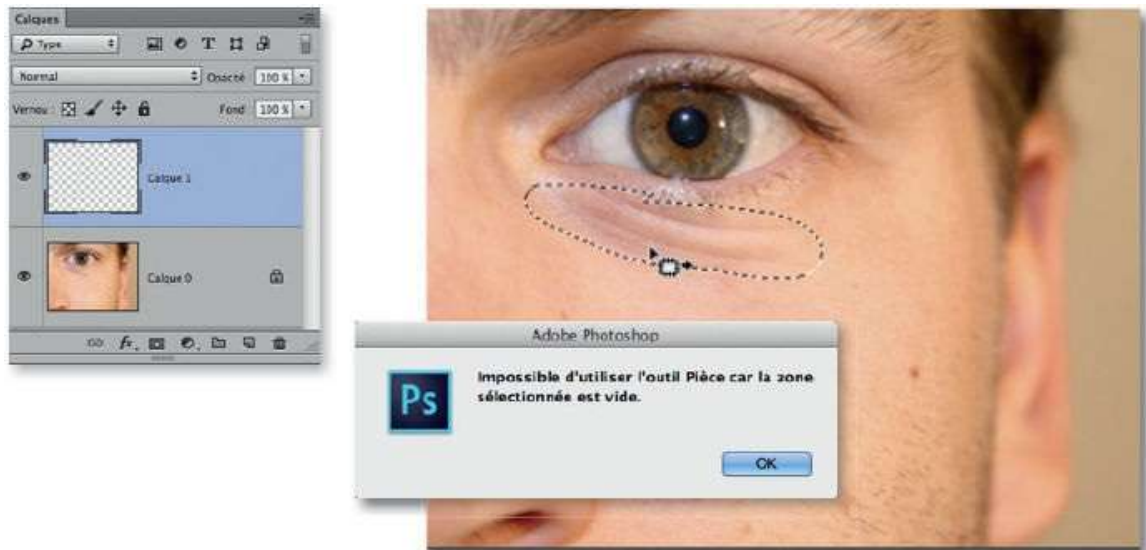 Calques
Type
T
Normal
Opacité 100 %
Verrou : Fond 100 %
Calque 1
Calque 0
fx
Adobe Photoshop
Ps
Impossible d'utiliser l'outil Pièce car la zone
sélectionnée est vide.
OK